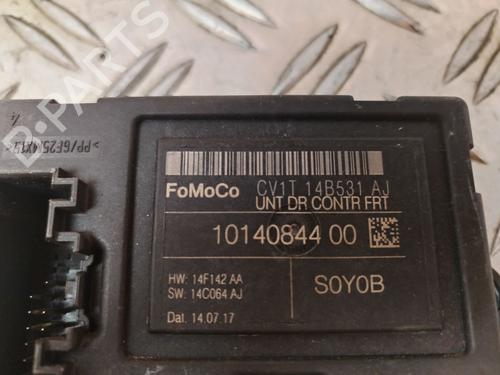 B-PARTS
>PP/GF25M4X15<
FoMoCo CV1T 14B531 AJ
UNT DR CONTR FRT
10140844 00
HW: 14F142 AA
SW: 14C064 AJ
S0Y0B
Dat. 14.07.17